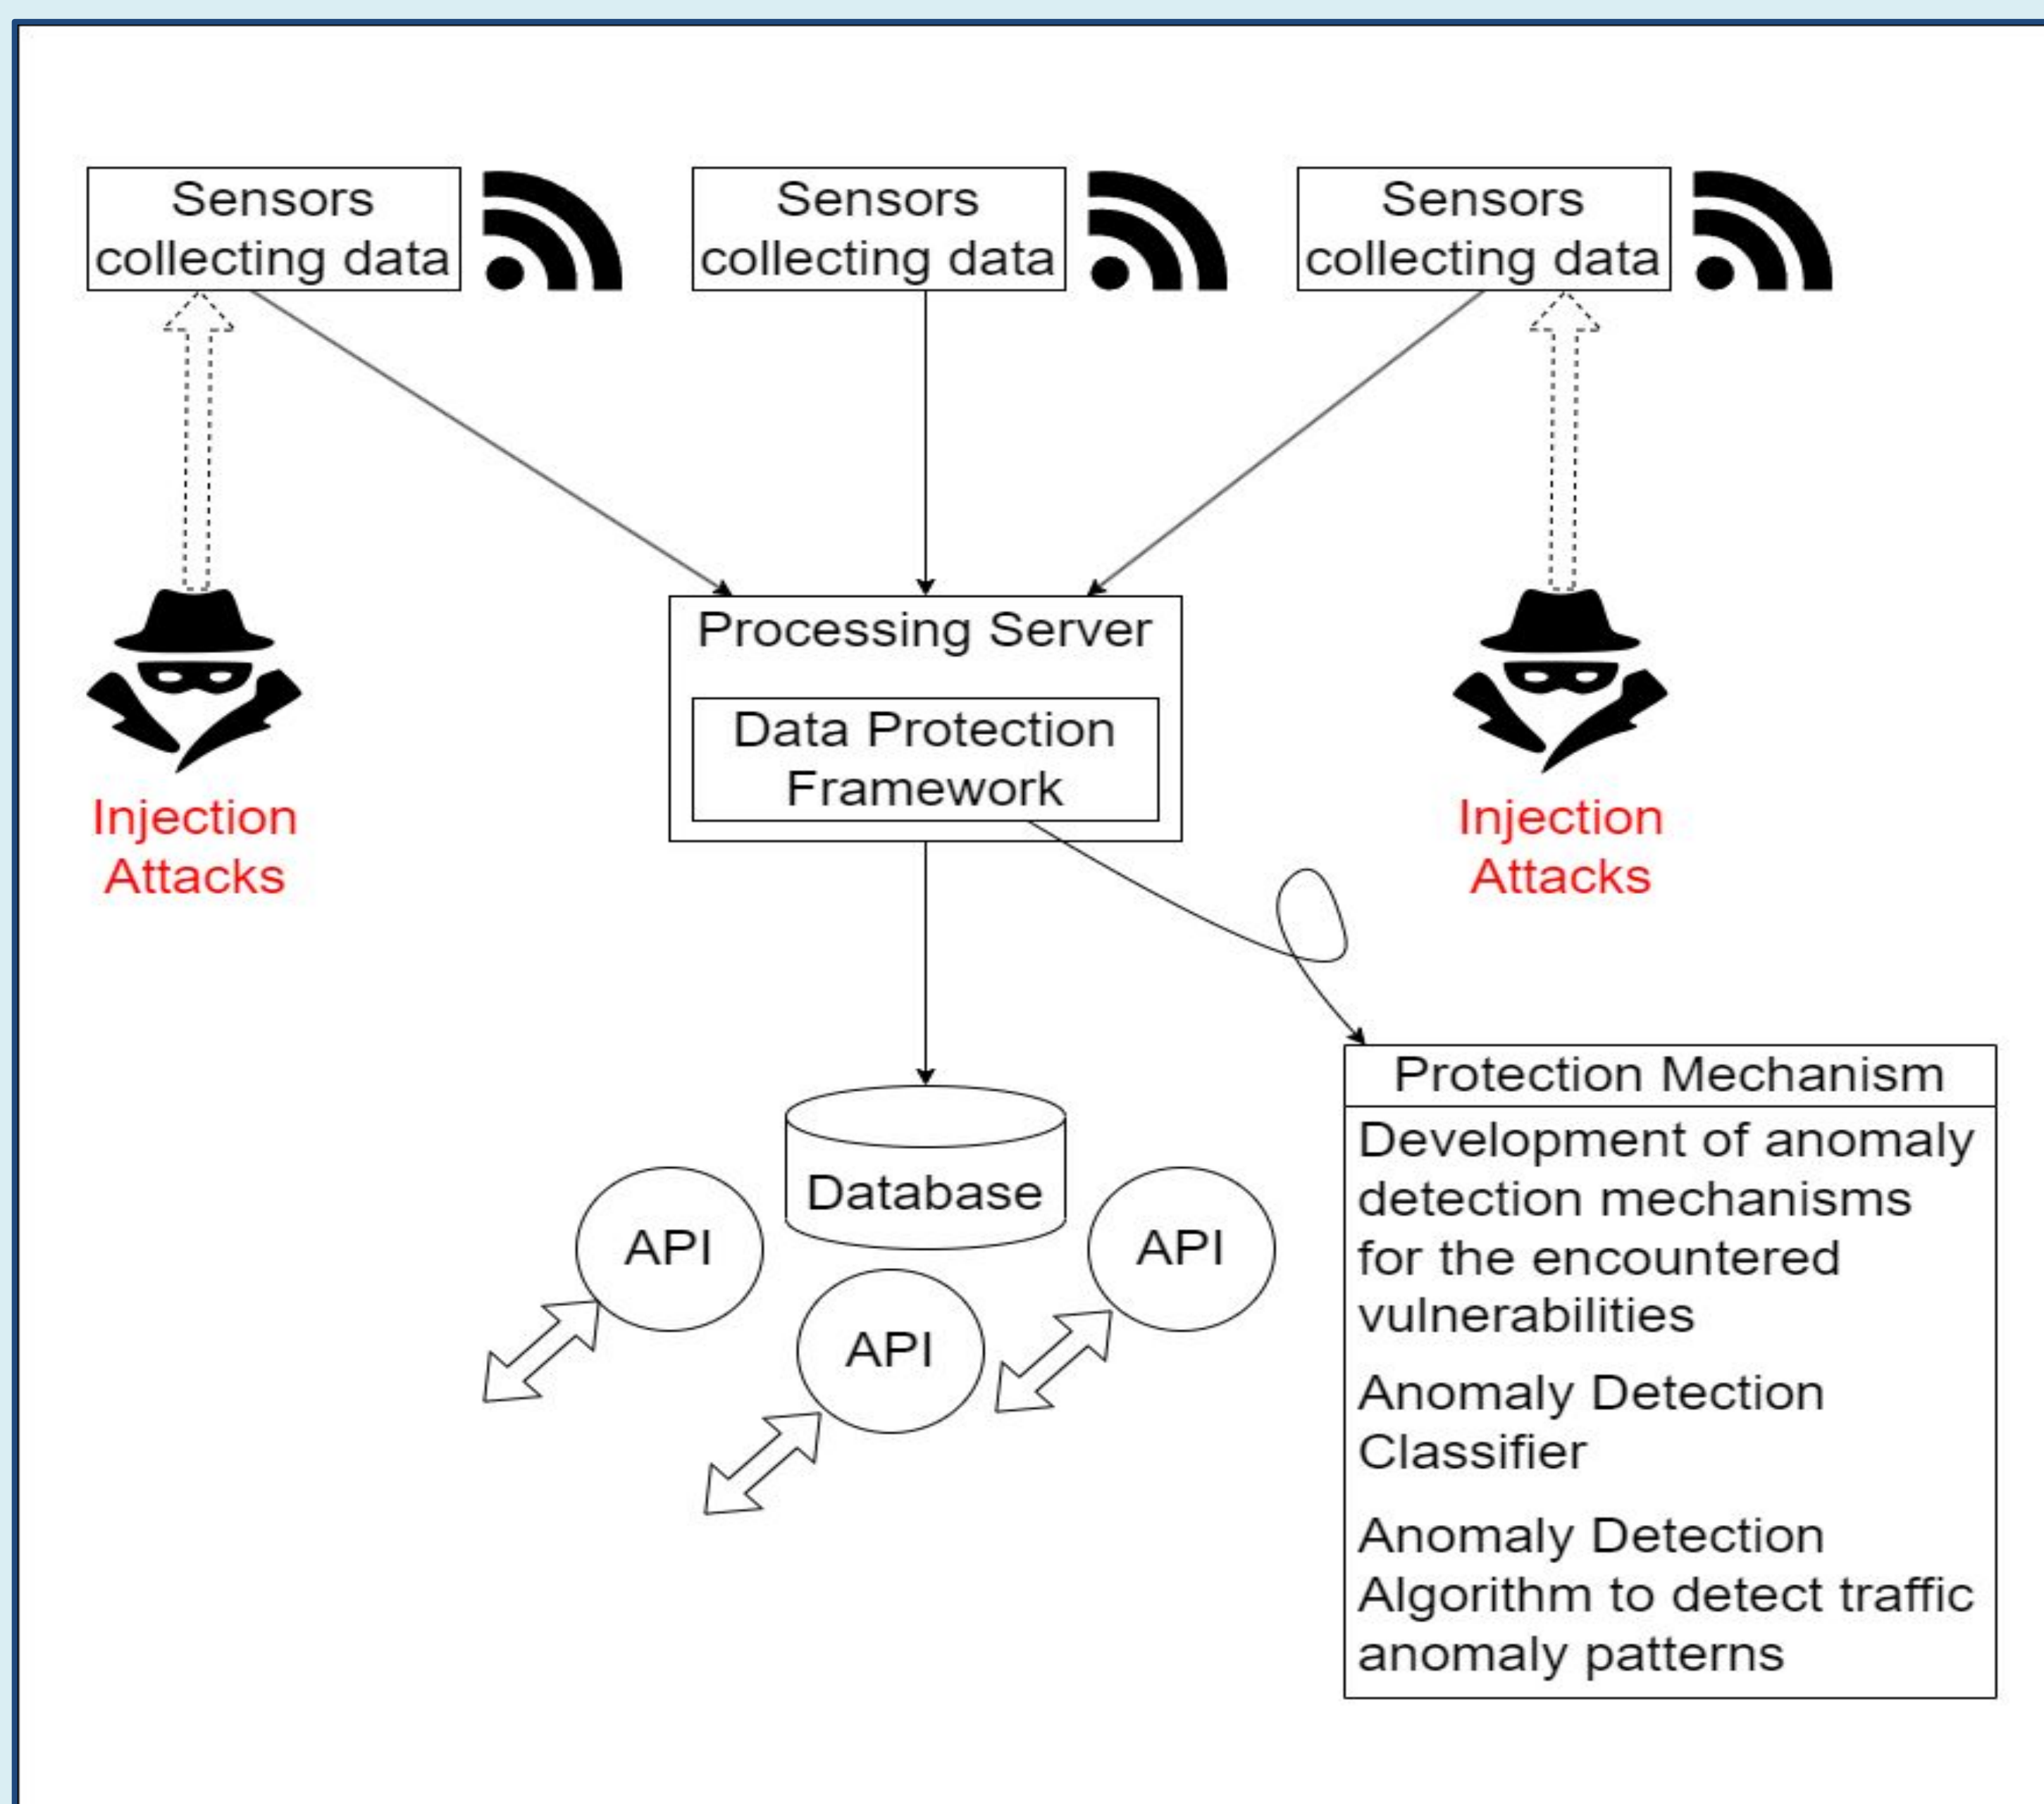 Sensors
collecting data
Sensors
collecting data
Sensors
collecting data
Processing Server
Data Protection
Framework
Injection
Attacks
Injection
Attacks
Database
API
API
API
Protection Mechanism
Development of anomaly
detection mechanisms
for the encountered
vulnerabilities
Anomaly Detection
Classifier
Anomaly Detection
Algorithm to detect traffic
anomaly patterns